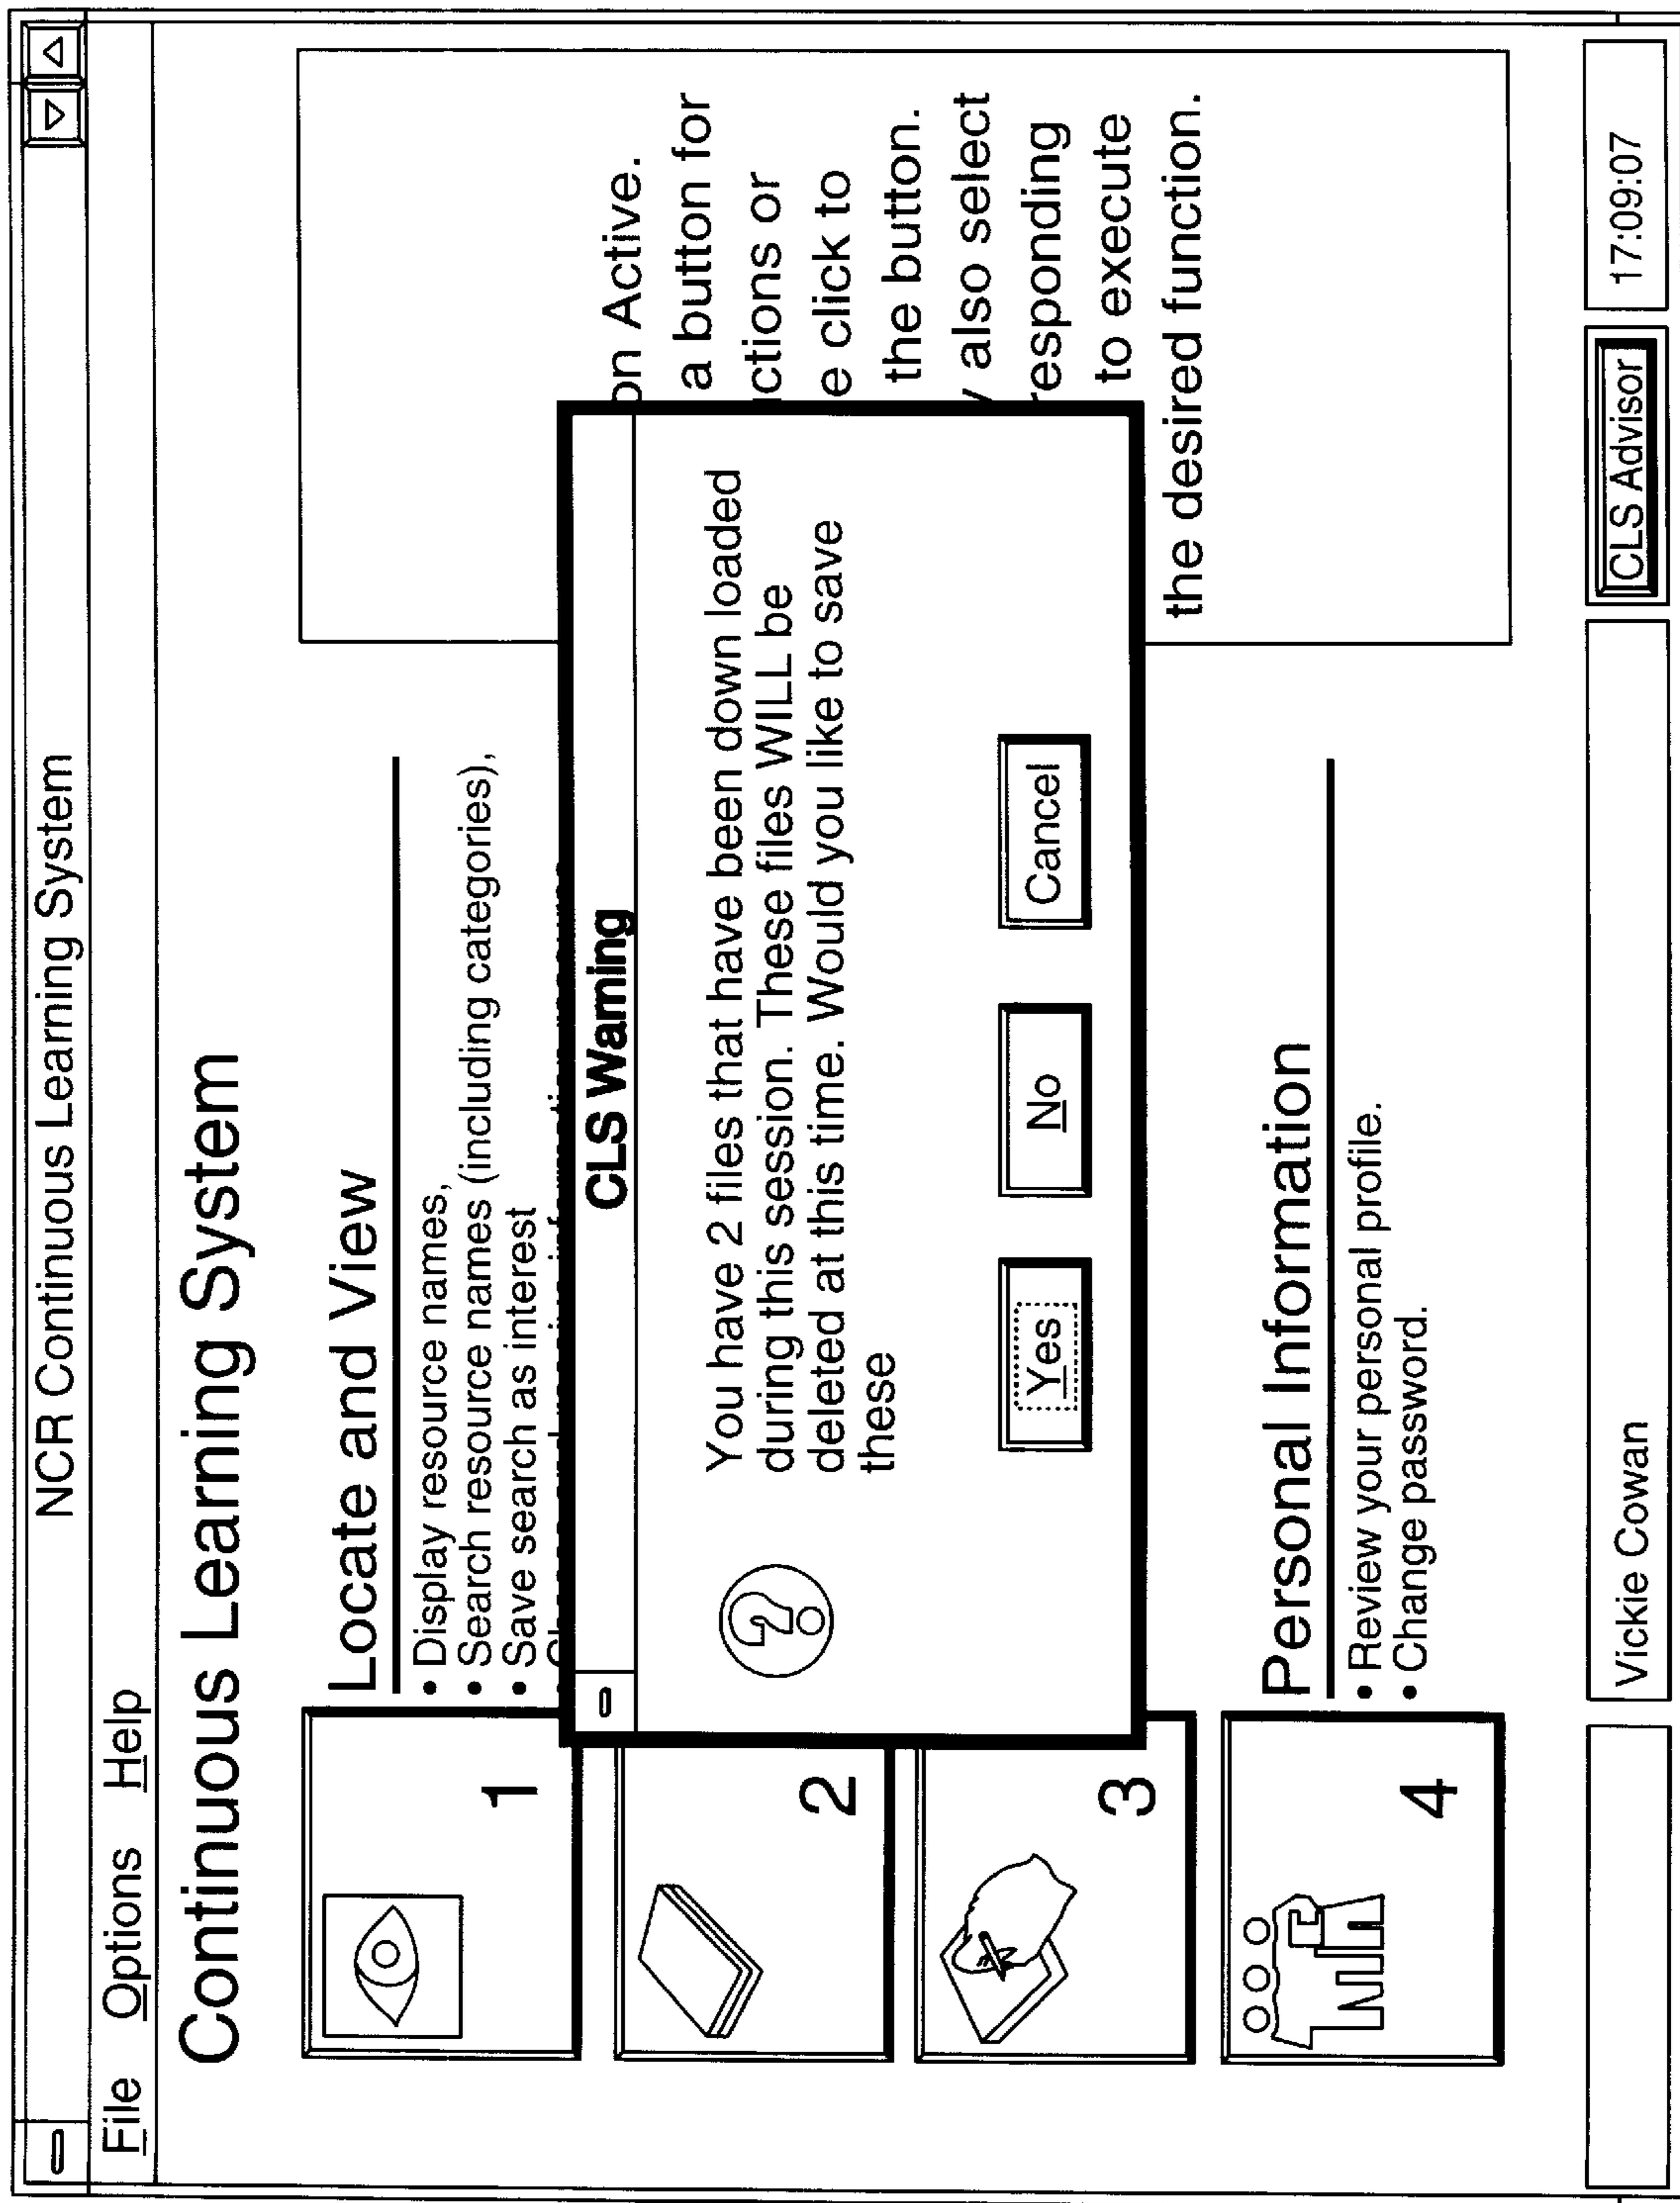 NCR Continuous Learning System
File Options Help
Continuous Learning System
1
Locate and View
• Display resource names,
• Search resource names (including categories),
• Save search as interest
2
3
CLS Warning
You have 2 files that have been down loaded
during this session. These files WILL be
deleted at this time. Would you like to save
these
Yes
No
Cancel
on Active.
a button for
ctions or
e click to
the button.
y also select
responding
to execute
the desired function.
4
Personal Information
• Review your personal profile.
• Change password.
Vickie Cowan
CLS Advisor
17:09:07